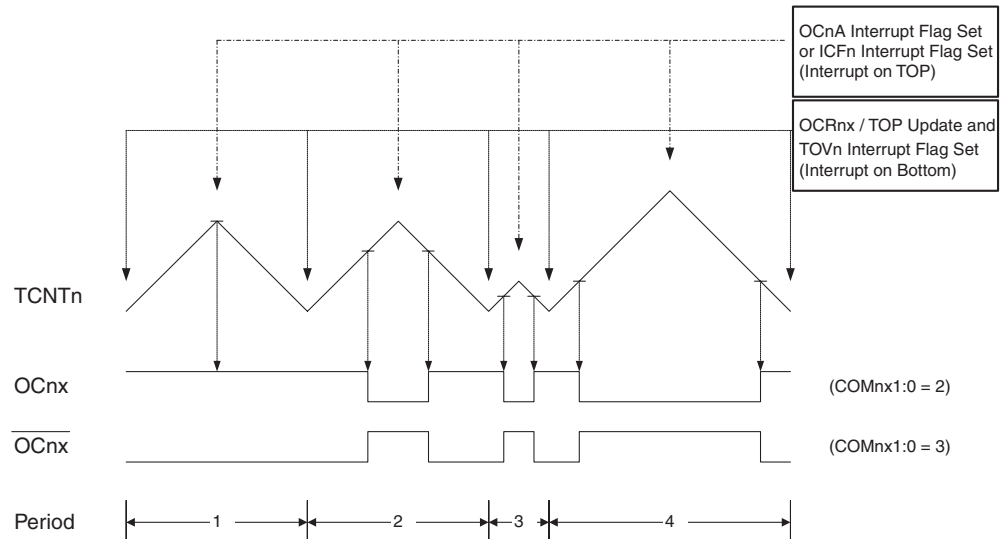 OCnA Interrupt Flag Set
or ICFn Interrupt Flag Set
(Interrupt on TOP)
OCRnx / TOP Update and
TOVn Interrupt Flag Set
(Interrupt on Bottom)
TCNTn
OCnx
(COMnx1:0 = 2)
OCnx
(COMnx1:0 = 3)
Period
1
2
3
4